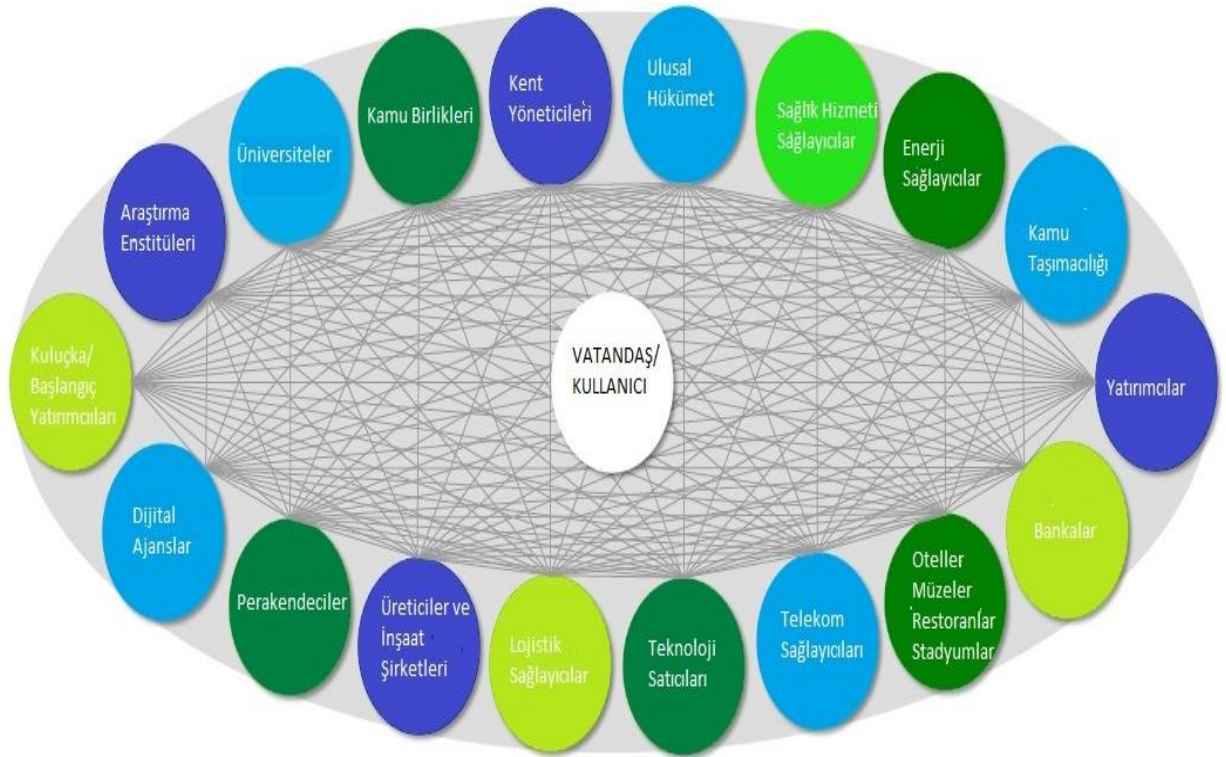 Kent
Yöneticileri
Ulusal
Hükümet
Kamu Birlikleri
Sağlık Hizmeti
Sağlayıcılar
Üniversiteler
Enerji
Sağlayıcılar
Araştırma
Enstitüleri
Kamu
Taşımacılığı
Kuluçka/
Başlangıç
Yatırımcıları
VATANDAŞ/
KULLANICI
Yatırımcılar
Dijital
Ajanslar
Bankalar
Perakendeciler
Üreticiler ve
İnşaat
Şirketleri
Lojistik
Sağlayıcılar
Teknoloji
Satıcıları
Telekom
Sağlayıcıları
Oteller
Müzeler
Restoranlar
Stadyumlar